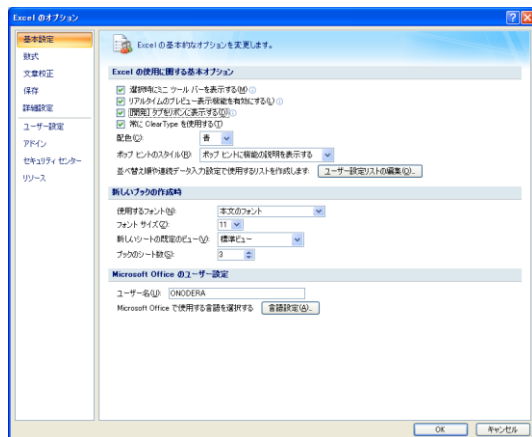 Excel のオプション
基本設定
数式
文章校正
保存
詳細設定
ユーザー設定
アドイン
セキュリティ センター
リソース
Excel の基本的なオプションを変更します。
Excel の使用に関する基本オプション
選択時にミニ ツール バーを表示する(M)
リアルタイムのプレビュー表示機能を有効にする(L)
[開発] タブをリボンに表示する(D)
常に ClearType を使用する(T)
配色(C): 青
ポップ ヒントのスタイル(R): ポップ ヒントに機能の説明を表示する
並べ替え順や連続データ入力設定で使用するリストを作成します: ユーザー設定リストの編集(O)...
新しいブックの作成時
使用するフォント(N): 本文のフォント
フォント サイズ(Z): 11
新しいシートの既定のビュー(V): 標準ビュー
ブックのシート数(S): 3
Microsoft Office のユーザー設定
ユーザー名(U): ONODERA
Microsoft Office で使用する言語を選択する 言語設定(A)...
OK キャンセル